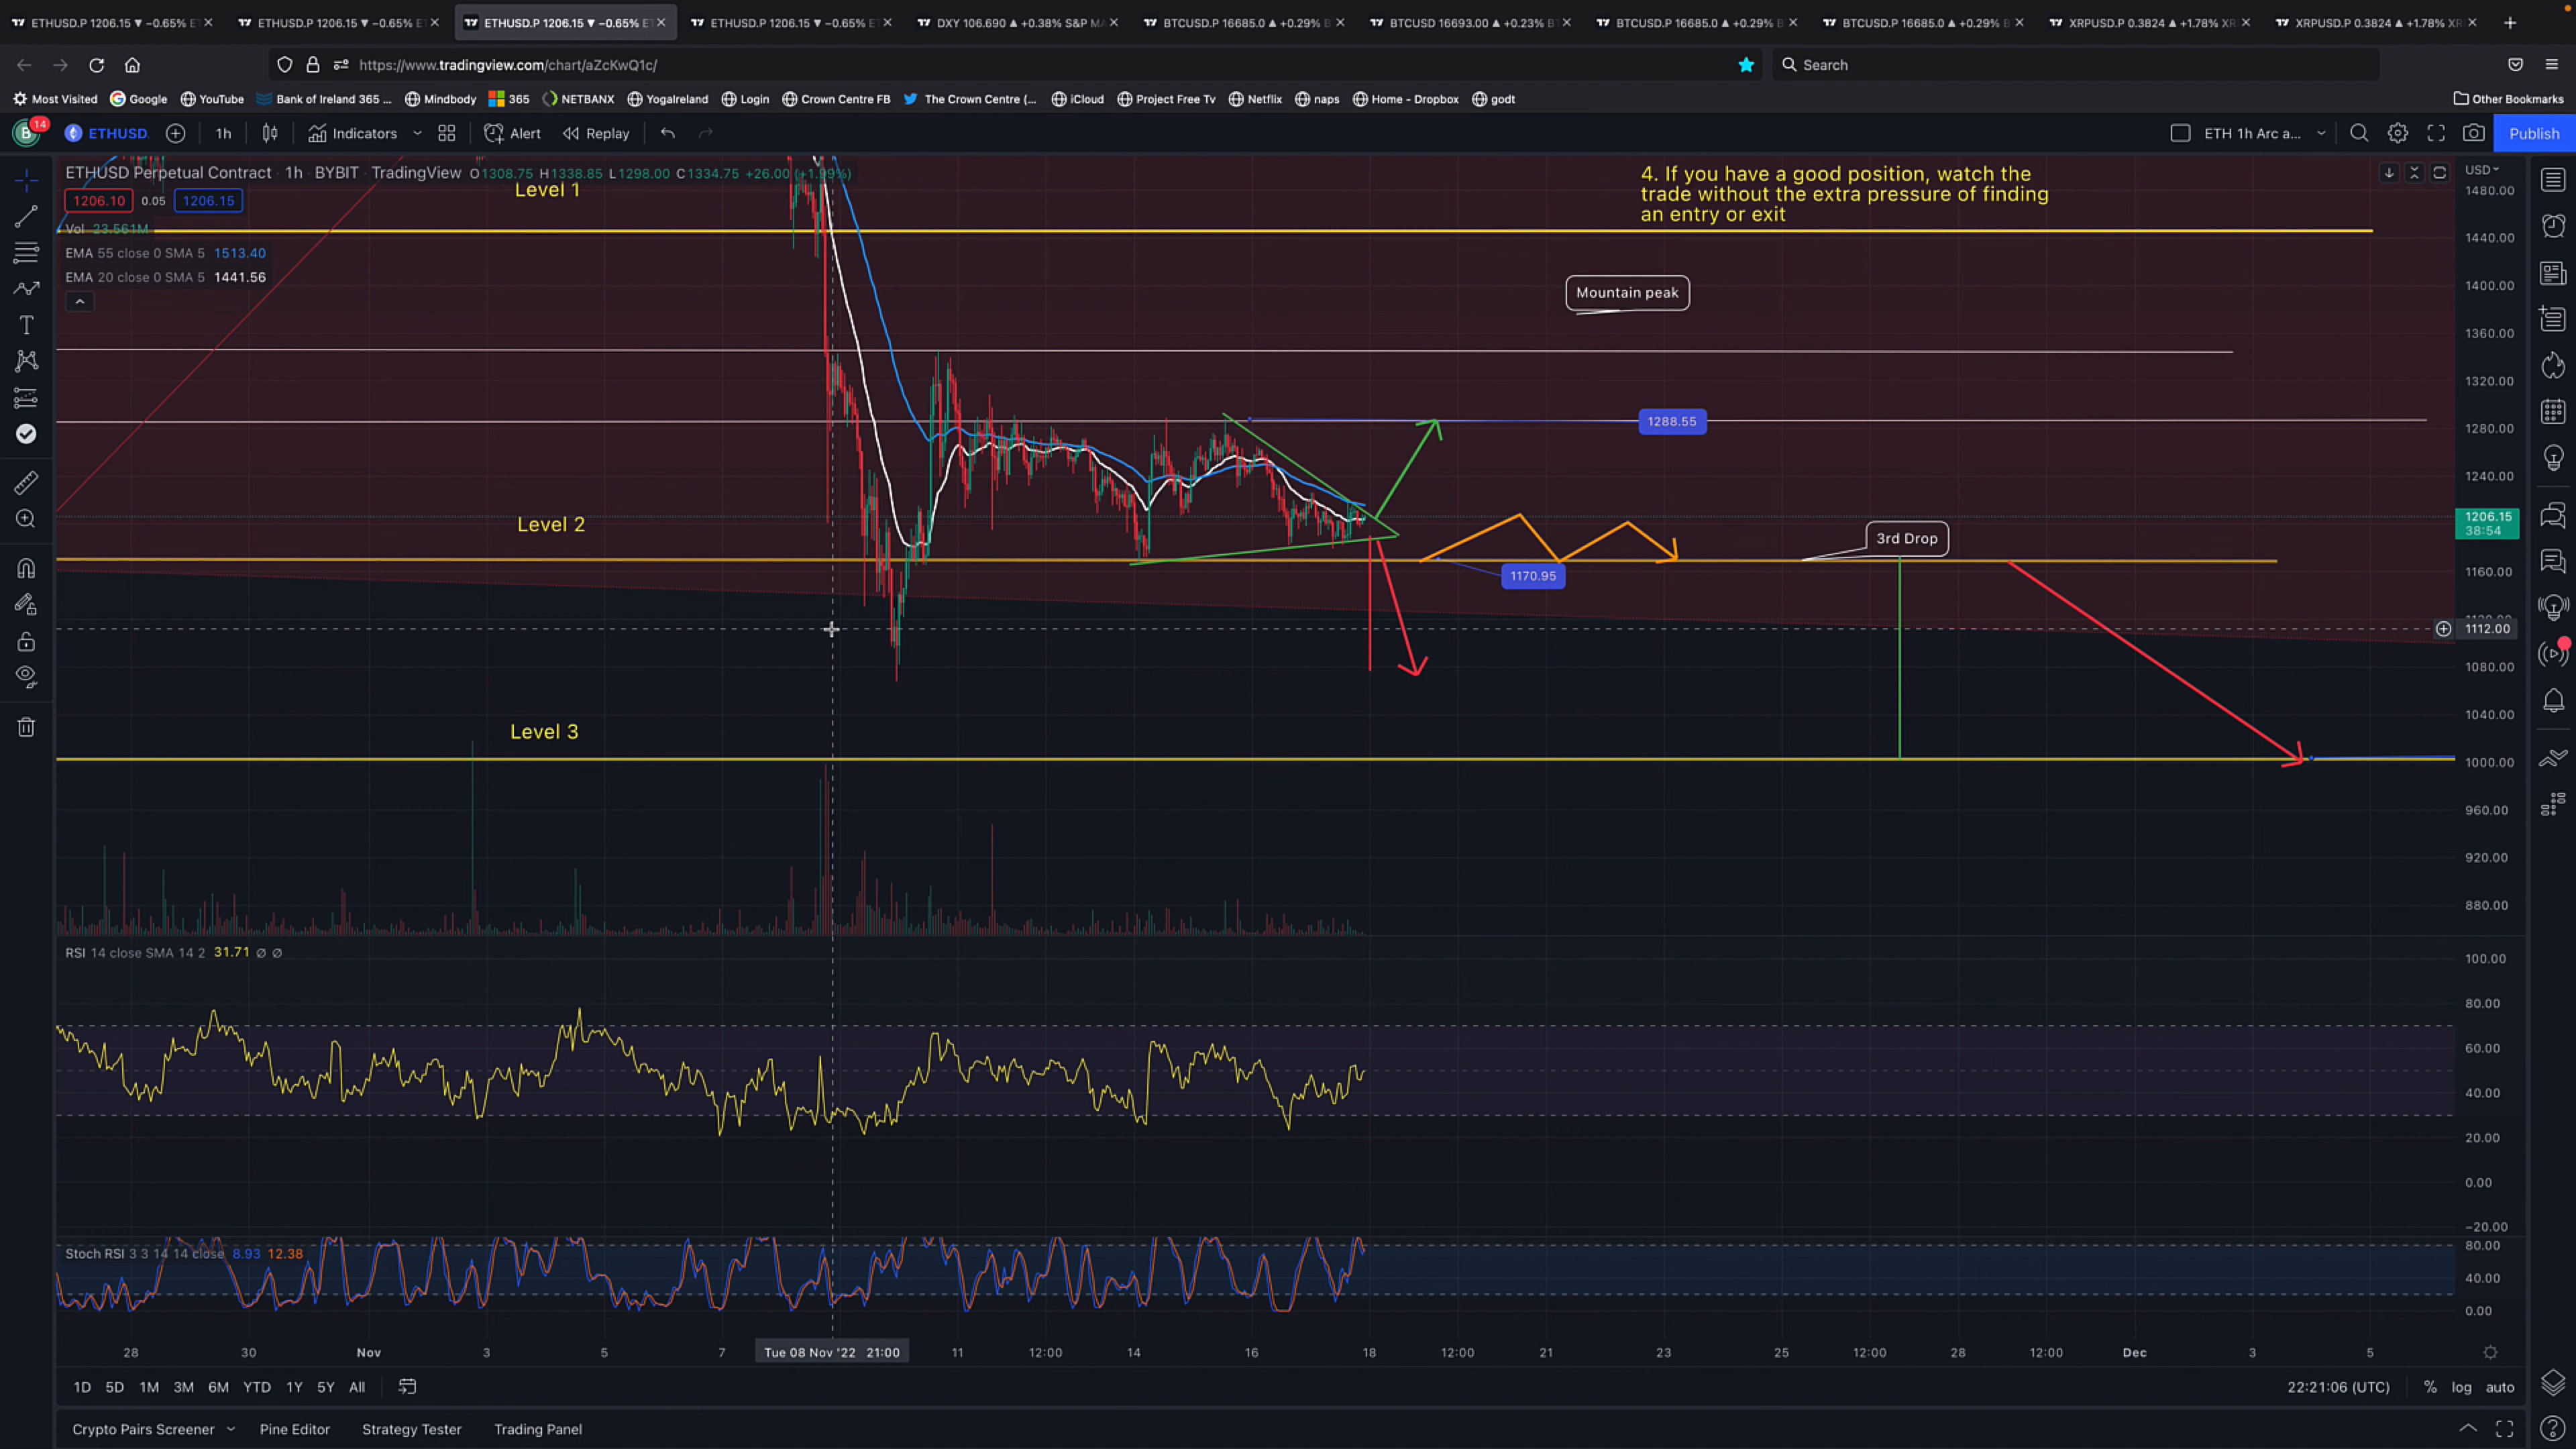 ETHUSD.P 1206.15 ▼ −0.65%
ETHUSD.P 1206.15 ▼ −0.65%
ETHUSD.P 1206.15 ▼ −0.65%
ETHUSD.P 1206.15 ▼ −0.65%
DXY 106.690 ▲ +0.38% S&P
BTCUSD.P 16685.0 ▲ +0.29%
BTCUSD 16693.00 ▲ +0.23%
BTCUSD.P 16685.0 ▲ +0.29%
BTCUSD.P 16685.0 ▲ +0.29%
XRPUSD.P 0.3824 ▲ +1.78%
XRPUSD.P 0.3824 ▲ +1.78%
https://www.tradingview.com/chart/aZcKwQ1c/
Search
Most Visited Google YouTube Bank of Ireland 365 ... Mindbody 365 NETBANX YogaIreland Login Crown Centre FB The Crown Centre (... iCloud Project Free Tv Netflix naps Home - Dropbox godt Other Bookmarks
B 14 ETHUSD. 1h Indicators Alert Replay ETH 1h Arc a... Publish
ETHUSD Perpetual Contract · 1h · BYBIT · TradingView O1308.75 H1338.85 L1298.00 C1334.75 +26.00 (+1.99%)
1206.10 0.05 1206.15
Vol 23.561M
EMA 55 close 0 SMA 5 1513.40
EMA 20 close 0 SMA 5 1441.56
Level 1
4. If you have a good position, watch the
trade without the extra pressure of finding
an entry or exit
Mountain peak
1288.55
Level 2
3rd Drop
1170.95
Level 3
USD
1480.00
1440.00
1400.00
1360.00
1320.00
1280.00
1240.00
1206.15
38:54
1160.00
1112.00
1080.00
1040.00
1000.00
960.00
920.00
880.00
RSI 14 close SMA 14 2 31.71 ∅ ∅
100.00
80.00
60.00
40.00
20.00
0.00
−20.00
Stoch RSI 3 3 14 14 close 8.93 12.38
80.00
40.00
0.00
28 30 Nov 3 5 7 Tue 08 Nov '22 21:00 11 12:00 14 16 18 12:00 21 23 25 12:00 28 12:00 Dec 3 5
1D 5D 1M 3M 6M YTD 1Y 5Y All 22:21:06 (UTC) % log auto
Crypto Pairs Screener Pine Editor Strategy Tester Trading Panel